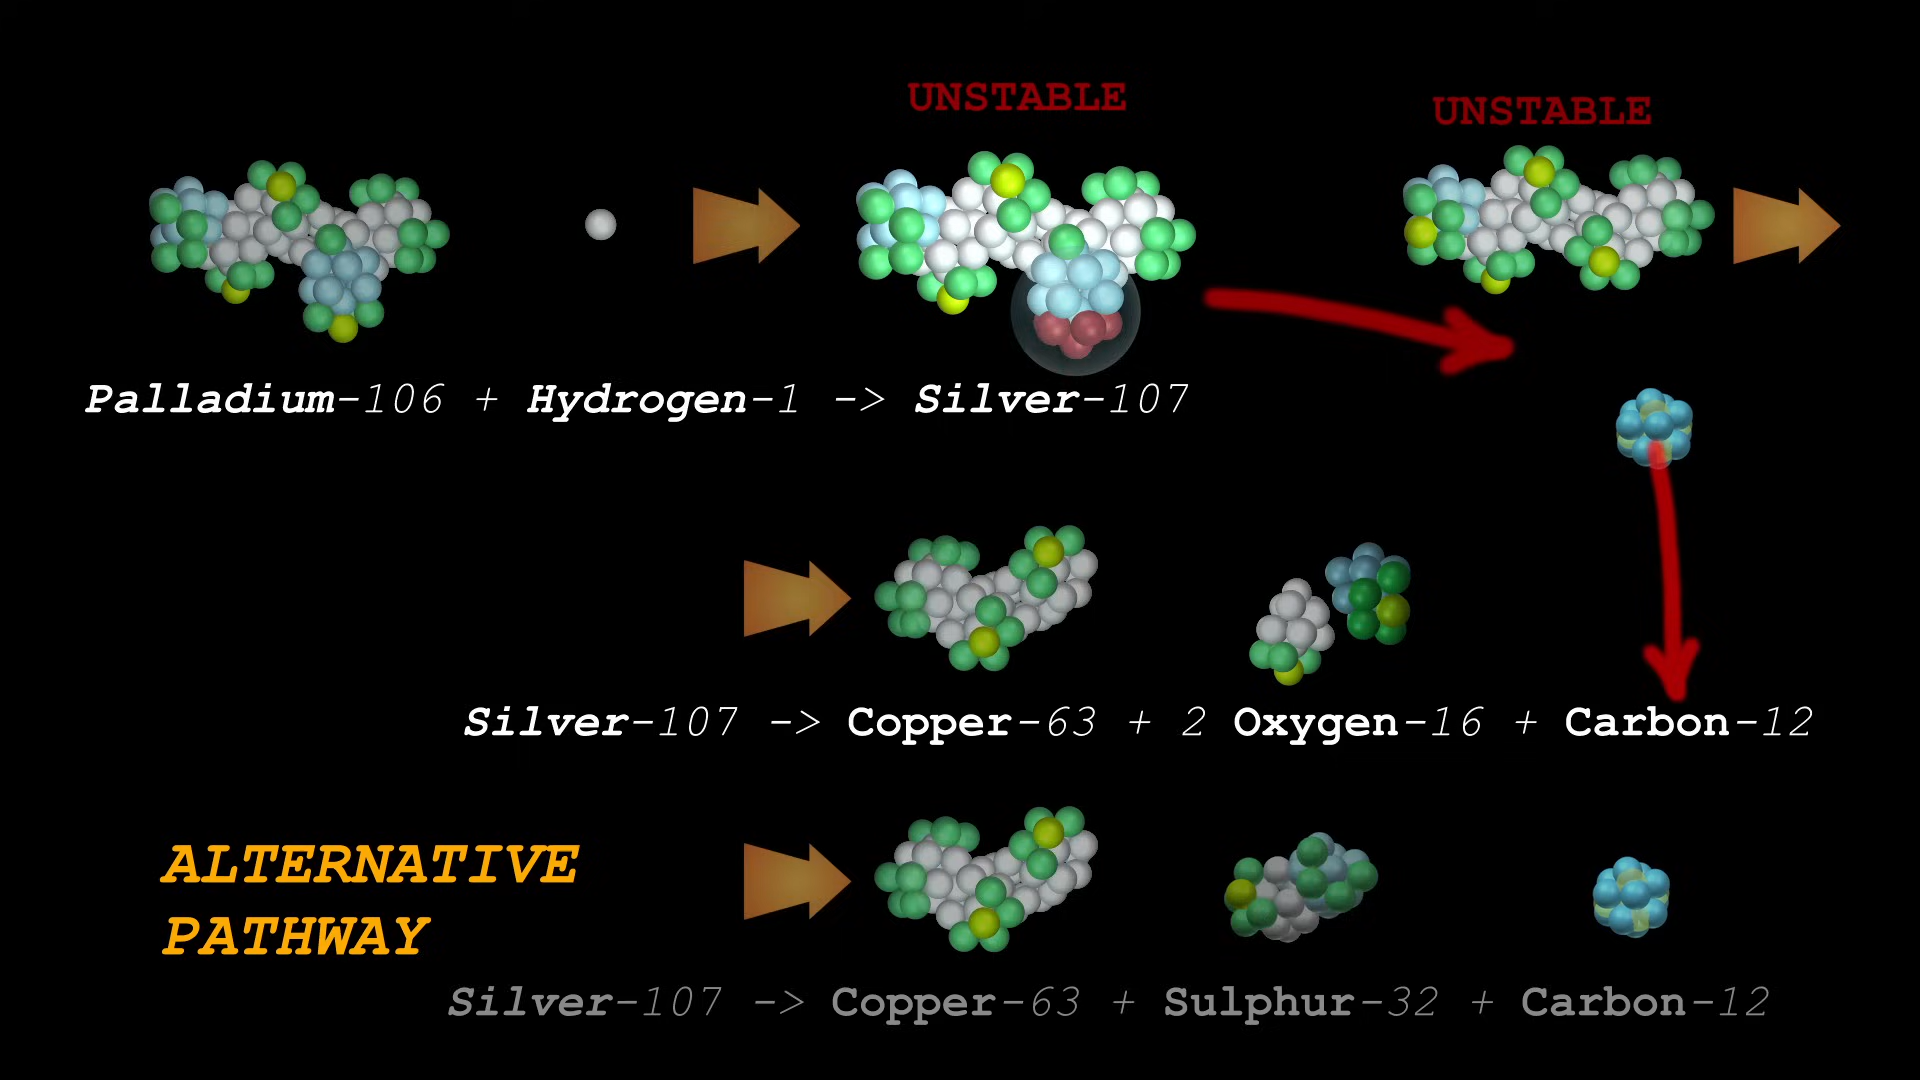 UNSTABLE
UNSTABLE
Palladium-106 + Hydrogen-1 -> Silver-107
Silver-107 -> Copper-63 + 2 Oxygen-16 + Carbon-12
ALTERNATIVE
PATHWAY
Silver-107 -> Copper-63 + Sulphur-32 + Carbon-12